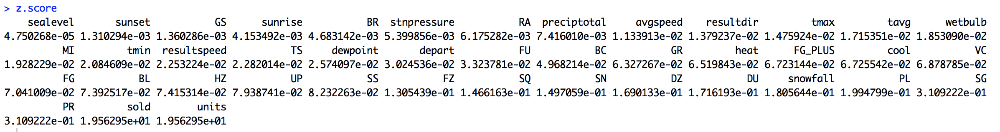 > z.score
sealevel sunset GS sunrise BR stnpressure RA preciptotal avgspeed resultdir tmax tavg wetbulb
4.750268e-05 1.310294e-03 1.360286e-03 4.153492e-03 4.683142e-03 5.399856e-03 6.175282e-03 7.416010e-03 1.133913e-02 1.379237e-02 1.475924e-02 1.715351e-02 1.853090e-02
MI tmin resultspeed TS dewpoint depart FU BC GR heat FG_PLUS cool VC
1.928229e-02 2.084609e-02 2.253224e-02 2.282014e-02 2.574097e-02 3.024536e-02 3.323781e-02 4.968214e-02 6.327267e-02 6.519843e-02 6.723144e-02 6.725542e-02 6.878785e-02
FG BL HZ UP SS FZ SQ SN DZ DU snowfall PL SG
7.041009e-02 7.392517e-02 7.415314e-02 7.938741e-02 8.232263e-02 1.305439e-01 1.466163e-01 1.497059e-01 1.690133e-01 1.716193e-01 1.805644e-01 1.994799e-01 3.109222e-01
PR sold units
3.109222e-01 1.956295e+01 1.956295e+01